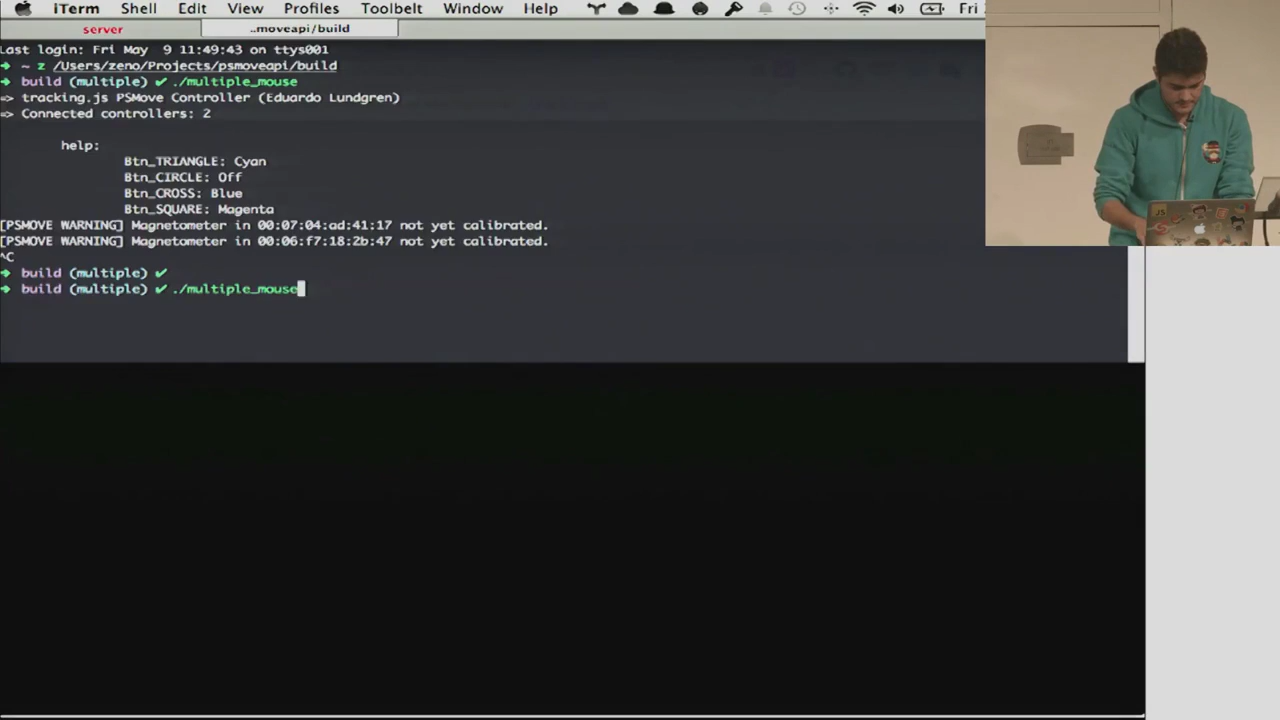 iTerm Shell Edit View Profiles Toolbelt Window Help Fri
server ..moveapi/build
Last login: Fri May  9 11:49:43 on ttys001
➜ ~ z /Users/zeno/Projects/psmoveapi/build
➜ build (multiple) ✔ ./multiple_mouse
=> tracking.js PSMove Controller (Eduardo Lundgren)
=> Connected controllers: 2
help:
Btn_TRIANGLE: Cyan
Btn_CIRCLE: Off
Btn_CROSS: Blue
Btn_SQUARE: Magenta
[PSMOVE WARNING] Magnetometer in 00:07:04:ad:41:17 not yet calibrated.
[PSMOVE WARNING] Magnetometer in 00:06:f7:18:2b:47 not yet calibrated.
^C
➜ build (multiple) ✔
➜ build (multiple) ✔ ./multiple_mouse